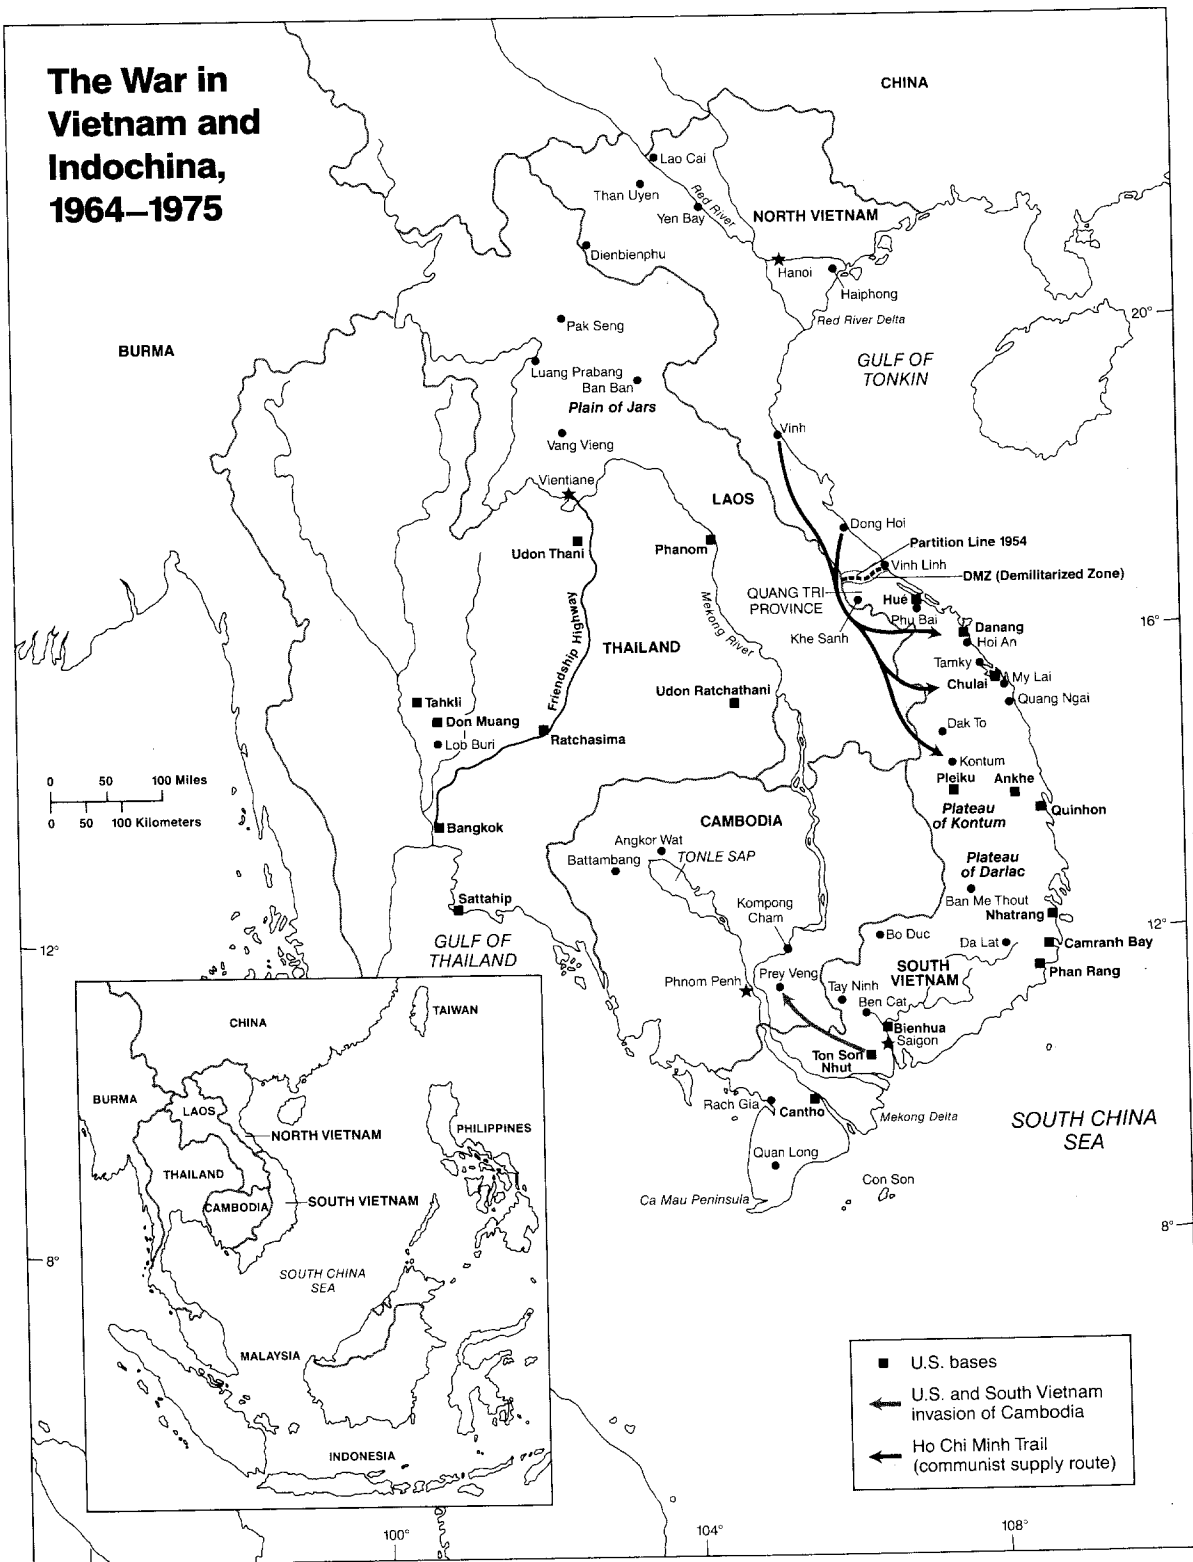 The War in
Vietnam and
Indochina,
1964–1975
CHINA
Lao Cai
Than Uyen
Red River
Yen Bay
NORTH VIETNAM
Dienbienphu
Hanoi
Haiphong
Red River Delta
20°
Pak Seng
BURMA
GULF OF
TONKIN
Luang Prabang
Ban Ban
Plain of Jars
Vinh
Vang Vieng
Vientiane
LAOS
Dong Hoi
Partition Line 1954
Udon Thani
Phanom
Vinh Linh
DMZ (Demilitarized Zone)
QUANG TRI
PROVINCE
Hué
Phu Bai
Khe Sanh
Mekong River
Friendship Highway
16°
Danang
Hoi An
THAILAND
Tamky
My Lai
Chulai
Quang Ngai
Udon Ratchathani
Tahkli
Don Muang
Lob Buri
Ratchasima
Dak To
Kontum
Pleiku
Ankhe
Plateau
of Kontum
Quinhon
0 50 100 Miles
0 50 100 Kilometers
Bangkok
CAMBODIA
Angkor Wat
TONLE SAP
Battambang
Plateau
of Darlac
Ban Me Thout
Nhatrang
Sattahip
Kompong
Cham
12°
12°
GULF OF
THAILAND
Bo Duc
Da Lat
Camranh Bay
SOUTH
VIETNAM
Phan Rang
Prey Veng
Phnom Penh
Tay Ninh
Ben Cat
Bienhua
Saigon
Ton Son
Nhut
Rach Gia
Cantho
Mekong Delta
SOUTH CHINA
SEA
Quan Long
Con Son
Ca Mau Peninsula
8°
8°
CHINA
TAIWAN
BURMA
LAOS
NORTH VIETNAM
PHILIPPINES
THAILAND
CAMBODIA
SOUTH VIETNAM
SOUTH CHINA
SEA
MALAYSIA
INDONESIA
U.S. bases
U.S. and South Vietnam
invasion of Cambodia
Ho Chi Minh Trail
(communist supply route)
100°
104°
108°